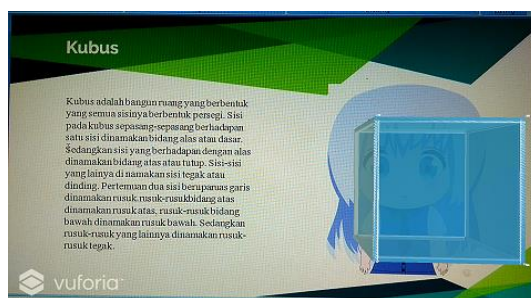 Kubus
Kubus adalah bangun ruang yang berbentuk
yang semua sisinya berbentuk persegi. Sisi
pada kubus sepasang-sepasang berhadapan
satu sisi dinamakan bidang alas atau dasar.
Sedangkan sisi yang berhadapan dengan alas
dinamakan bidang atas atau tutup. Sisi-sisi
yang lainya di namakan sisi tegak atau
dinding. Pertemuan dua sisi berupa ruas garis
dinamakan rusuk.rusuk-rusukbidang atas
dinamakan rusuk atas, rusuk-rusuk bidang
bawah dinamakan rusuk bawah. Sedangkan
rusuk-rusuk yang lainnya dinamakan rusuk-
rusuk tegak.
vuforia